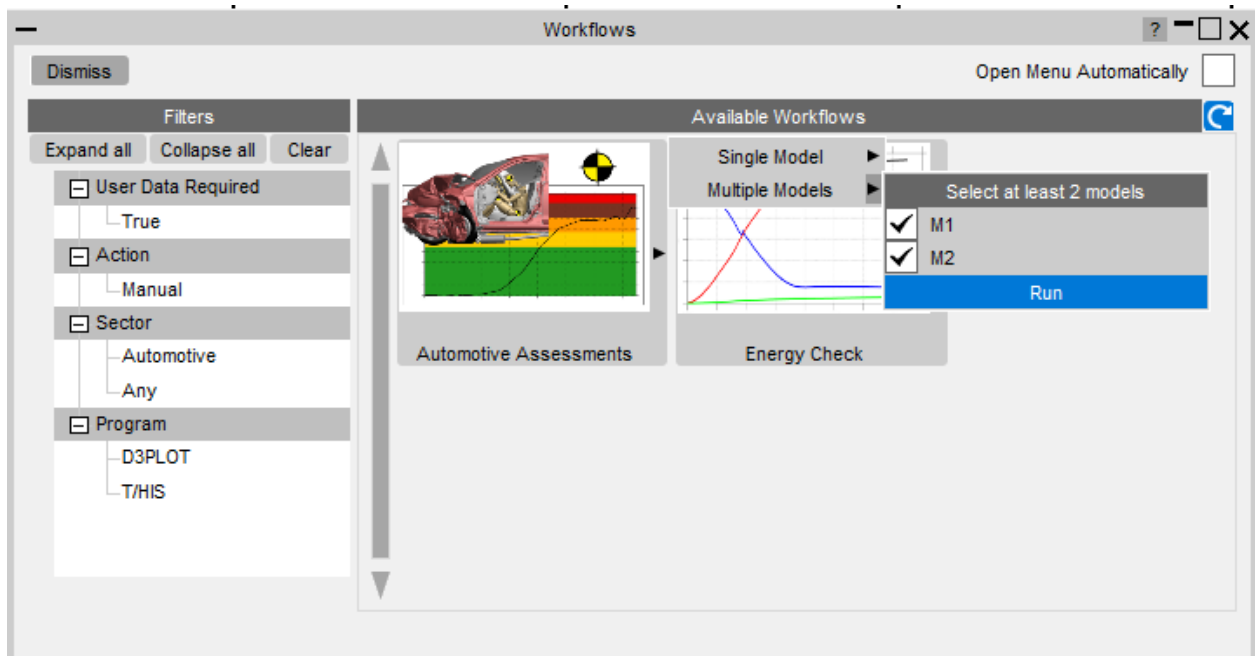 Workflows
?
Dismiss
Open Menu Automatically
Filters
Available Workflows
Expand all Collapse all Clear
User Data Required
True
Action
Manual
Sector
Automotive
Any
Program
D3PLOT
T/HIS
Single Model
Multiple Models
Select at least 2 models
M1
M2
Run
Automotive Assessments
Energy Check